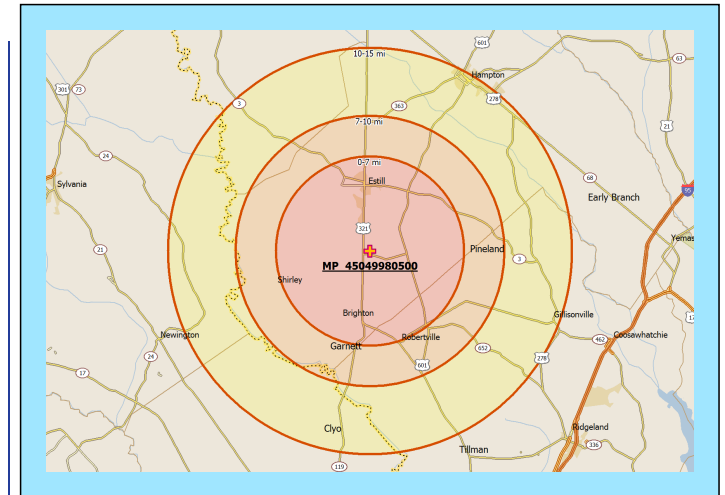 601
10-15 mi
63
Hampton
301
73
278
3
363
7-10 mi
21
24
0-7 mi
68
Estill
Sylvania
Early Branch
95
321
21
Pineland
Yemas
3
MP 45049980500
Shirley
Brighton
Gillisonville
17
Newington
Garnett
Robertville
462
Coosawhatchie
652
24
278
601
17
Clyo
Ridgeland
Tillman
336
119